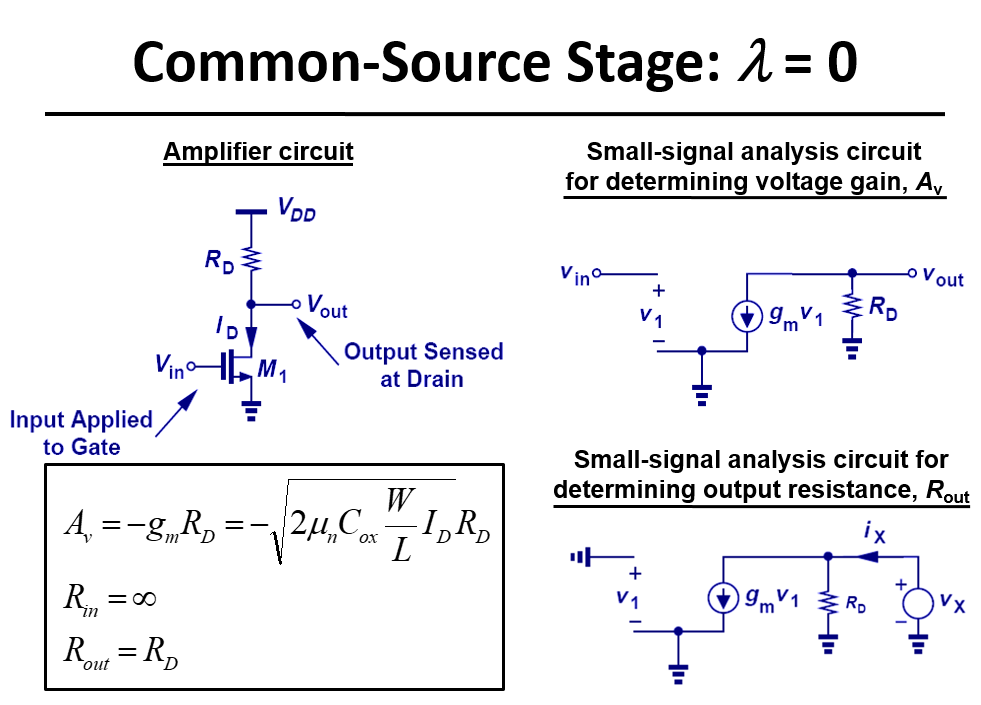 Common-Source Stage: λ = 0
Amplifier circuit
V_DD
R_D
V_out
I_D
V_in
M_1
Output Sensed
at Drain
Input Applied
to Gate
A_v = -g_m R_D = -√(2μ_n C_ox W/L I_D) R_D
R_in = ∞
R_out = R_D
Small-signal analysis circuit
for determining voltage gain, A_v
v_in
+
v_1
–
g_m v_1
R_D
v_out
Small-signal analysis circuit for
determining output resistance, R_out
i_X
+
v_1
–
g_m v_1
R_D
+
–
v_X